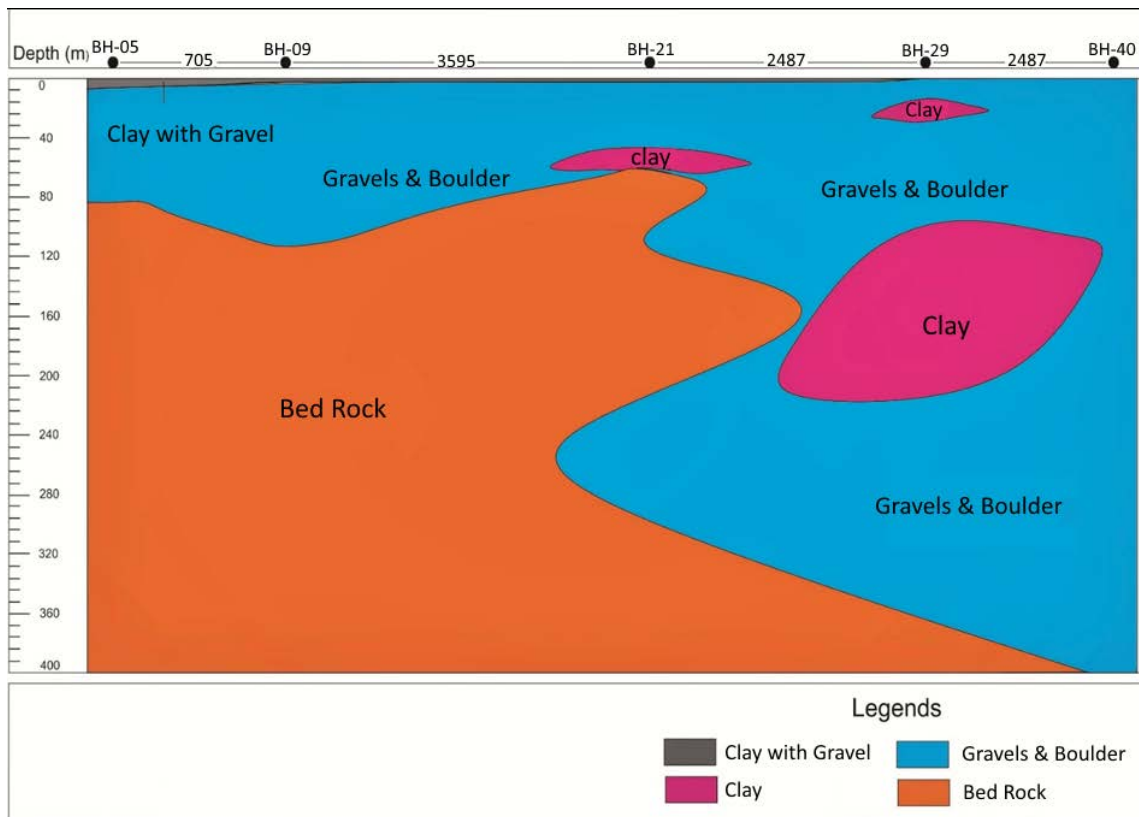 BH-05 BH-09 BH-21 BH-29 BH-40
Depth (m) 705 3595 2487 2487
0
40
80
120
160
200
240
280
320
360
400
Clay
Clay with Gravel
clay
Gravels & Boulder
Gravels & Boulder
Clay
Bed Rock
Gravels & Boulder
Legends
Clay with Gravel
Gravels & Boulder
Clay
Bed Rock